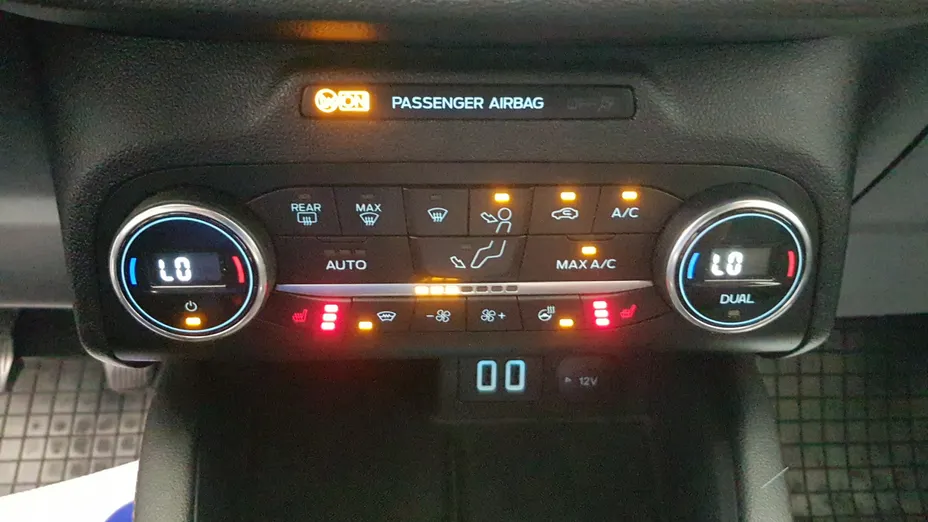 ON PASSENGER AIRBAG
REAR MAX A/C
AUTO MAX A/C
LO LO
DUAL
- +
12V